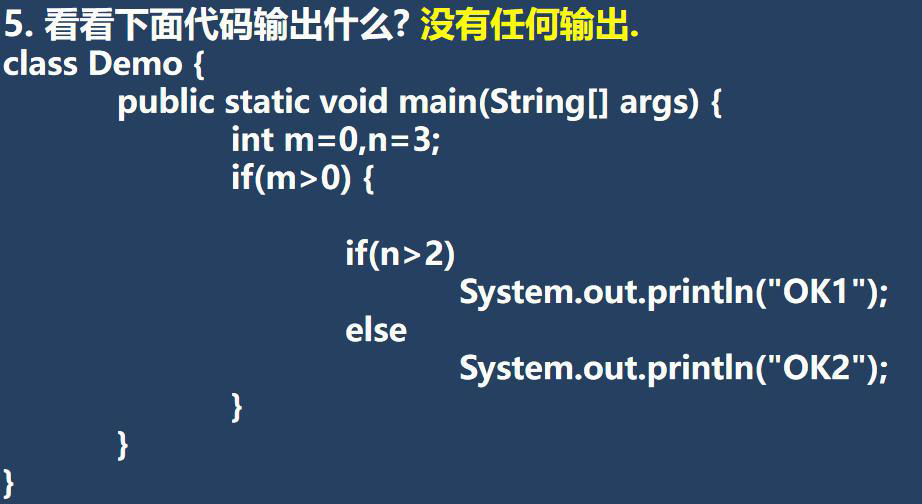 5. 看看下面代码输出什么? 没有任何输出.
class Demo {
public static void main(String[] args) {
int m=0,n=3;
if(m>0) {
if(n>2)
System.out.println("OK1");
else
System.out.println("OK2");
}
}
}